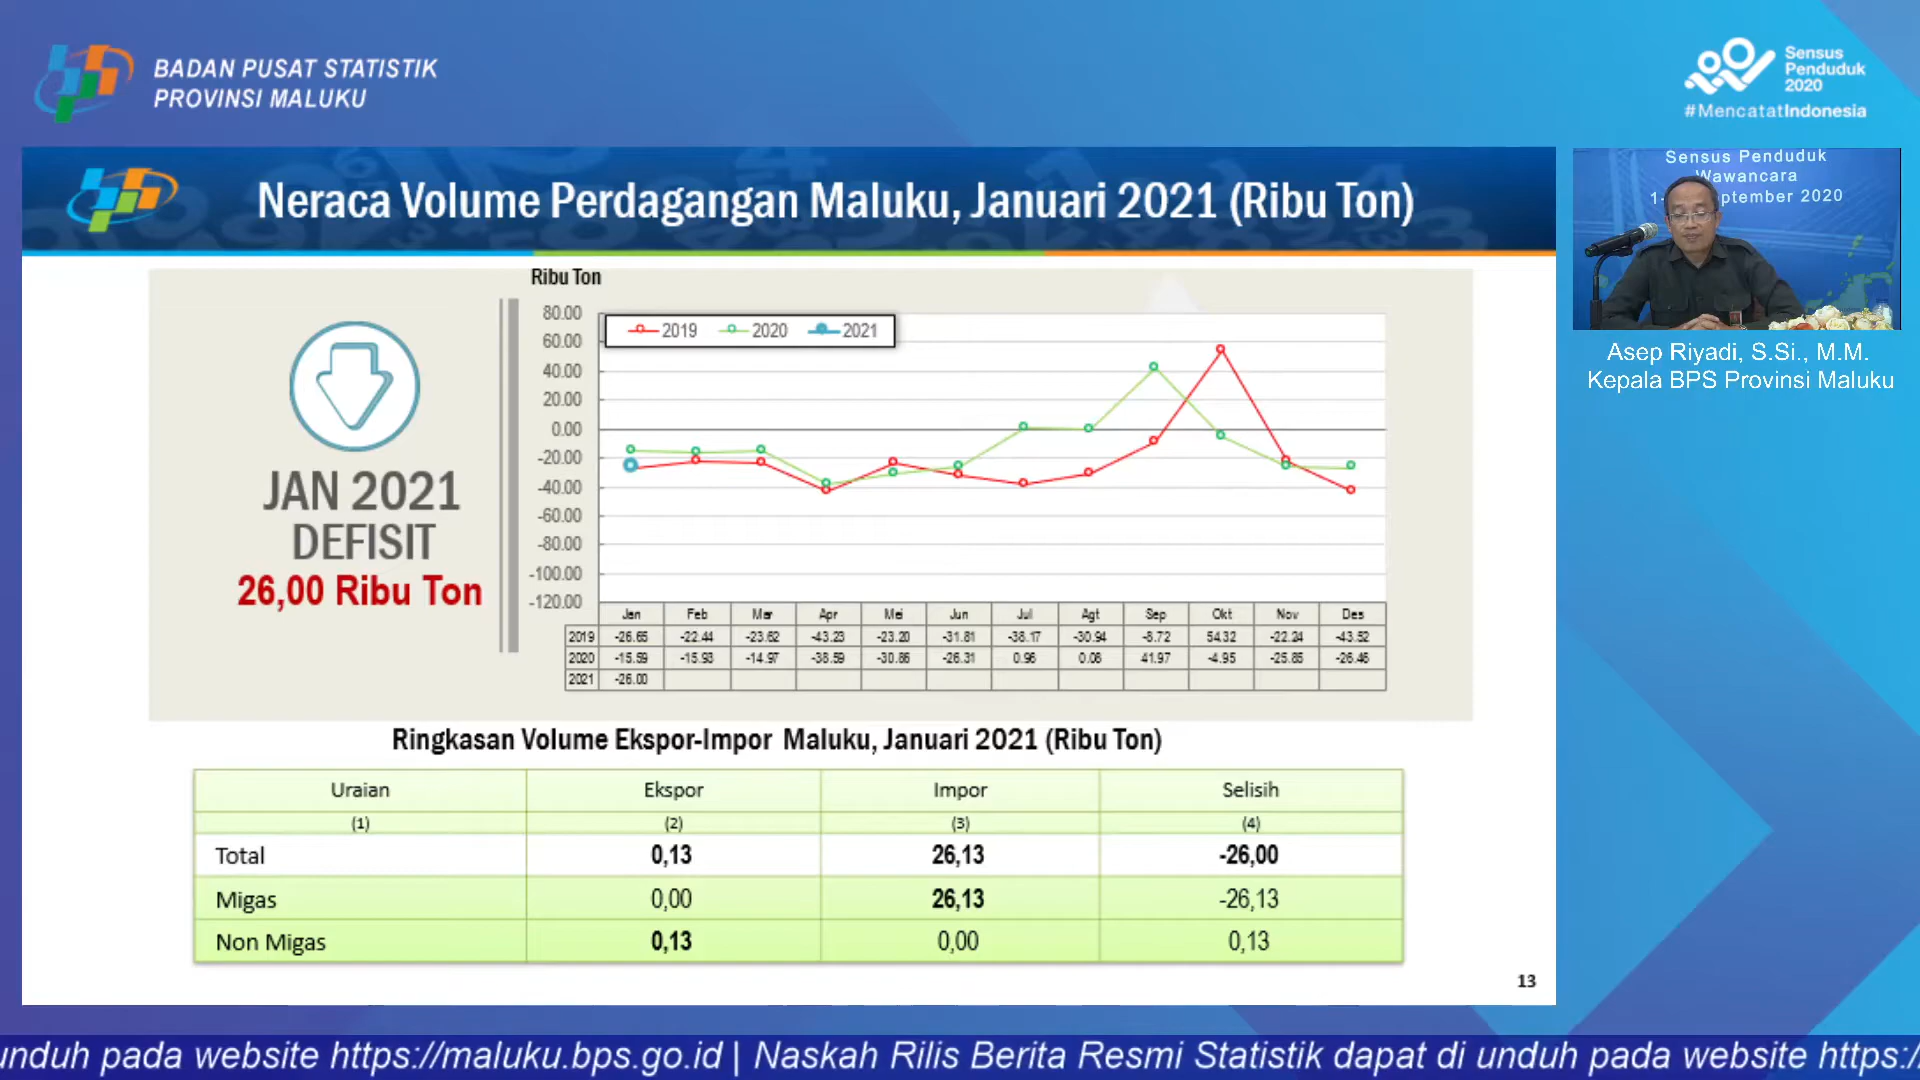 BADAN PUSAT STATISTIK
PROVINSI MALUKU
Sensus
Penduduk
2020
#MencatatIndonesia
Neraca Volume Perdagangan Maluku, Januari 2021 (Ribu Ton)
Sensus Penduduk
Wawancara
ptember 2020
Asep Riyadi, S.Si., M.M.
Kepala BPS Provinsi Maluku
JAN 2021
DEFISIT
26,00 Ribu Ton
Ribu Ton
2019 2020 2021
80.00
60.00
40.00
20.00
0.00
-20.00
-40.00
-60.00
-80.00
-100.00
-120.00
Jan Feb Mar Apr Mei Jun Jul Agt Sep Okt Nov Des
2019 -26.65 -22.44 -23.62 -43.23 -23.20 -31.81 -38.17 -30.94 -8.72 54.32 -22.24 -43.52
2020 -15.59 -15.93 -14.97 -38.59 -30.86 -26.31 0.96 0.08 41.97 -4.95 -25.85 -26.46
2021 -26.00
Ringkasan Volume Ekspor-Impor Maluku, Januari 2021 (Ribu Ton)
Uraian Ekspor Impor Selisih
(1) (2) (3) (4)
Total 0,13 26,13 -26,00
Migas 0,00 26,13 -26,13
Non Migas 0,13 0,00 0,13
13
unduh pada website https://maluku.bps.go.id | Naskah Rilis Berita Resmi Statistik dapat di unduh pada website https:/